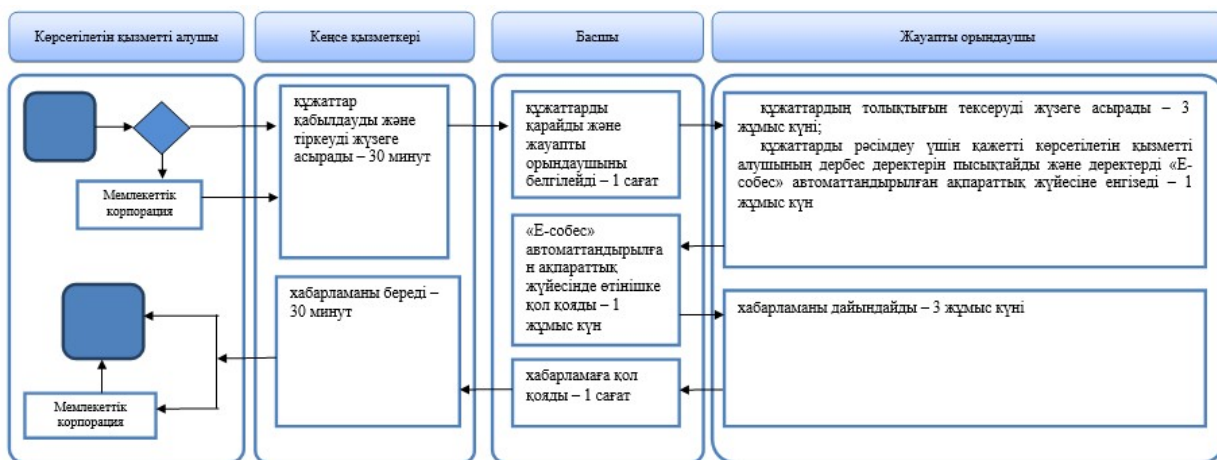 Көрсетілетін қызметті алушы
Кеңсе қызметкері
Басшы
Жауапты орындаушы
Мемлекеттік
корпорация
құжаттар
қабылдауды және
тіркеуді жүзеге
асырады – 30 минут
құжаттарды
қарайды және
жауапты
орындаушыны
белгілейді – 1 сағат
құжаттардың толықтығын тексеруді жүзеге асырады – 3
жұмыс күні;
құжаттарды рәсімдеу үшін қажетті көрсетілетін қызметті
алушының дербес деректерін пысықтайды және деректерді «Е-
собес» автоматтандырылған ақпараттық жүйесіне енгізеді – 1
жұмыс күн
«Е-собес»
автоматтандырылға
н ақпараттық
жүйесінде өтінішке
қол қояды – 1
жұмыс күн
хабарламаны дайындайды – 3 жұмыс күні
хабарламаға қол
қояды – 1 сағат
хабарламаны береді –
30 минут
Мемлекеттік
корпорация